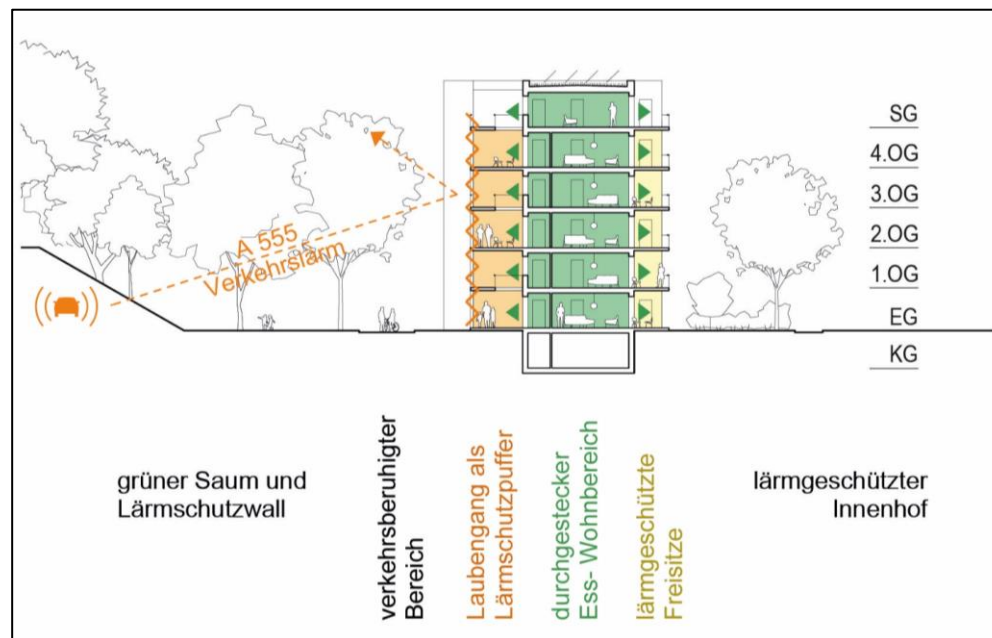 SG
4.OG
3.OG
2.OG
1.OG
EG
KG
A 555
Verkehrslärm
grüner Saum und
Lärmschutzwall
verkehrsberuhigter
Bereich
Laubengang als
Lärmschutzpuffer
durchgestecker
Ess- Wohnbereich
lärmgeschützte
Freisitze
lärmgeschützter
Innenhof